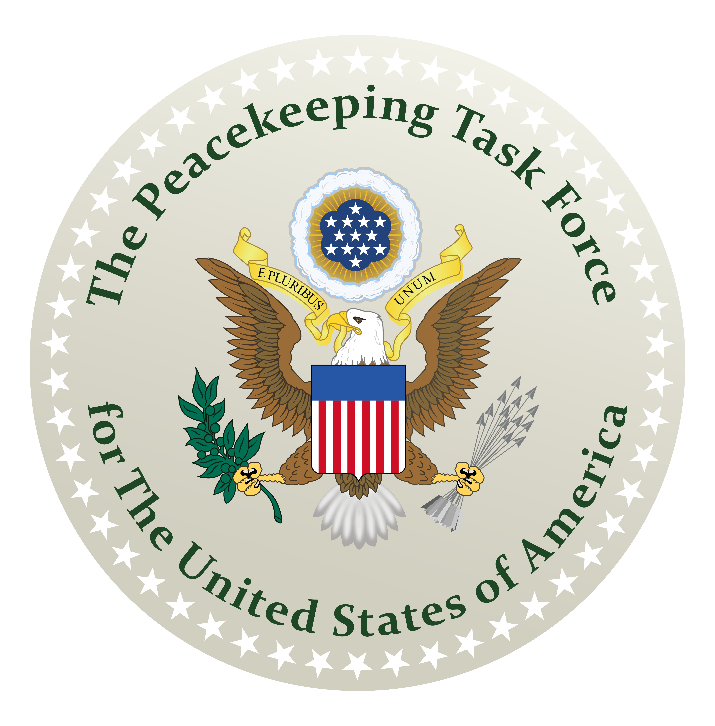 The Peacekeeping Task Force
E PLURIBUS UNUM
for The United States of America